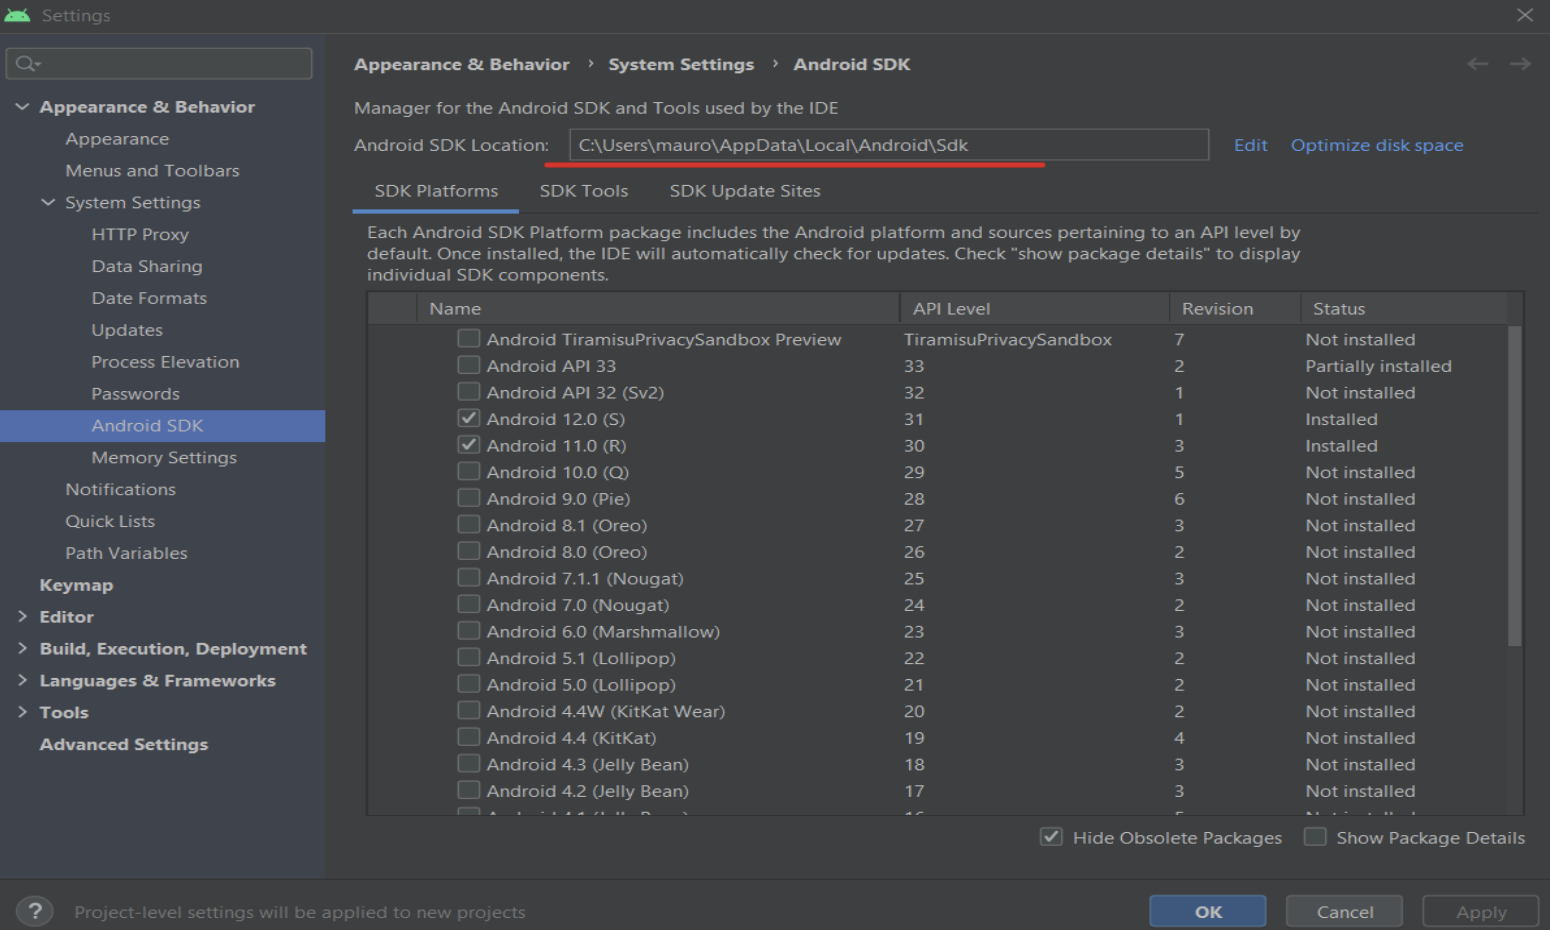 Settings
Appearance & Behavior
Appearance
Menus and Toolbars
System Settings
HTTP Proxy
Data Sharing
Date Formats
Updates
Process Elevation
Passwords
Android SDK
Memory Settings
Notifications
Quick Lists
Path Variables
Keymap
Editor
Build, Execution, Deployment
Languages & Frameworks
Tools
Advanced Settings
Appearance & Behavior › System Settings › Android SDK
Manager for the Android SDK and Tools used by the IDE
Android SDK Location: C:\Users\mauro\AppData\Local\Android\Sdk Edit Optimize disk space
SDK Platforms SDK Tools SDK Update Sites
Each Android SDK Platform package includes the Android platform and sources pertaining to an API level by
default. Once installed, the IDE will automatically check for updates. Check "show package details" to display
individual SDK components.
Name API Level Revision Status
Android TiramisuPrivacySandbox Preview TiramisuPrivacySandbox 7 Not installed
Android API 33 33 2 Partially installed
Android API 32 (Sv2) 32 1 Not installed
Android 12.0 (S) 31 1 Installed
Android 11.0 (R) 30 3 Installed
Android 10.0 (Q) 29 5 Not installed
Android 9.0 (Pie) 28 6 Not installed
Android 8.1 (Oreo) 27 3 Not installed
Android 8.0 (Oreo) 26 2 Not installed
Android 7.1.1 (Nougat) 25 3 Not installed
Android 7.0 (Nougat) 24 2 Not installed
Android 6.0 (Marshmallow) 23 3 Not installed
Android 5.1 (Lollipop) 22 2 Not installed
Android 5.0 (Lollipop) 21 2 Not installed
Android 4.4W (KitKat Wear) 20 2 Not installed
Android 4.4 (KitKat) 19 4 Not installed
Android 4.3 (Jelly Bean) 18 3 Not installed
Android 4.2 (Jelly Bean) 17 3 Not installed
Hide Obsolete Packages Show Package Details
? Project-level settings will be applied to new projects
OK Cancel Apply